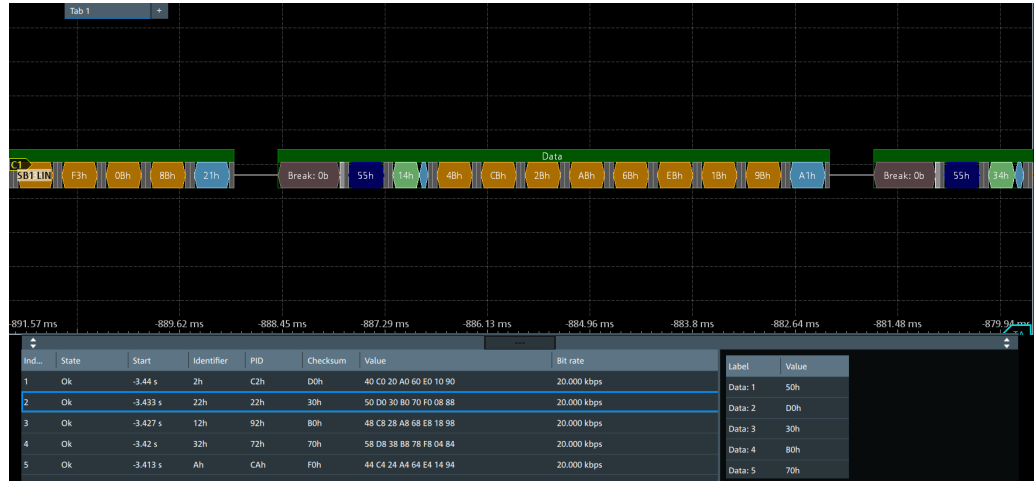 Tab 1 +
Data
C1
SB1 LIN F3h 0Bh 8Bh 21h Break: 0b 55h 14h 4Bh CBh 2Bh ABh 6Bh EBh 1Bh 9Bh A1h Break: 0b 55h 34h
-891.57 ms -889.62 ms -888.45 ms -887.29 ms -886.13 ms -884.96 ms -883.8 ms -882.64 ms -881.48 ms -879.94 ms
TA
Ind... State Start Identifier PID Checksum Value Bit rate
1 Ok -3.44 s 2h C2h D0h 40 C0 20 A0 60 E0 10 90 20.000 kbps
2 Ok -3.433 s 22h 22h 30h 50 D0 30 B0 70 F0 08 88 20.000 kbps
3 Ok -3.427 s 12h 92h B0h 48 C8 28 A8 68 E8 18 98 20.000 kbps
4 Ok -3.42 s 32h 72h 70h 58 D8 38 B8 78 F8 04 84 20.000 kbps
5 Ok -3.413 s Ah CAh F0h 44 C4 24 A4 64 E4 14 94 20.000 kbps
Label Value
Data: 1 50h
Data: 2 D0h
Data: 3 30h
Data: 4 B0h
Data: 5 70h